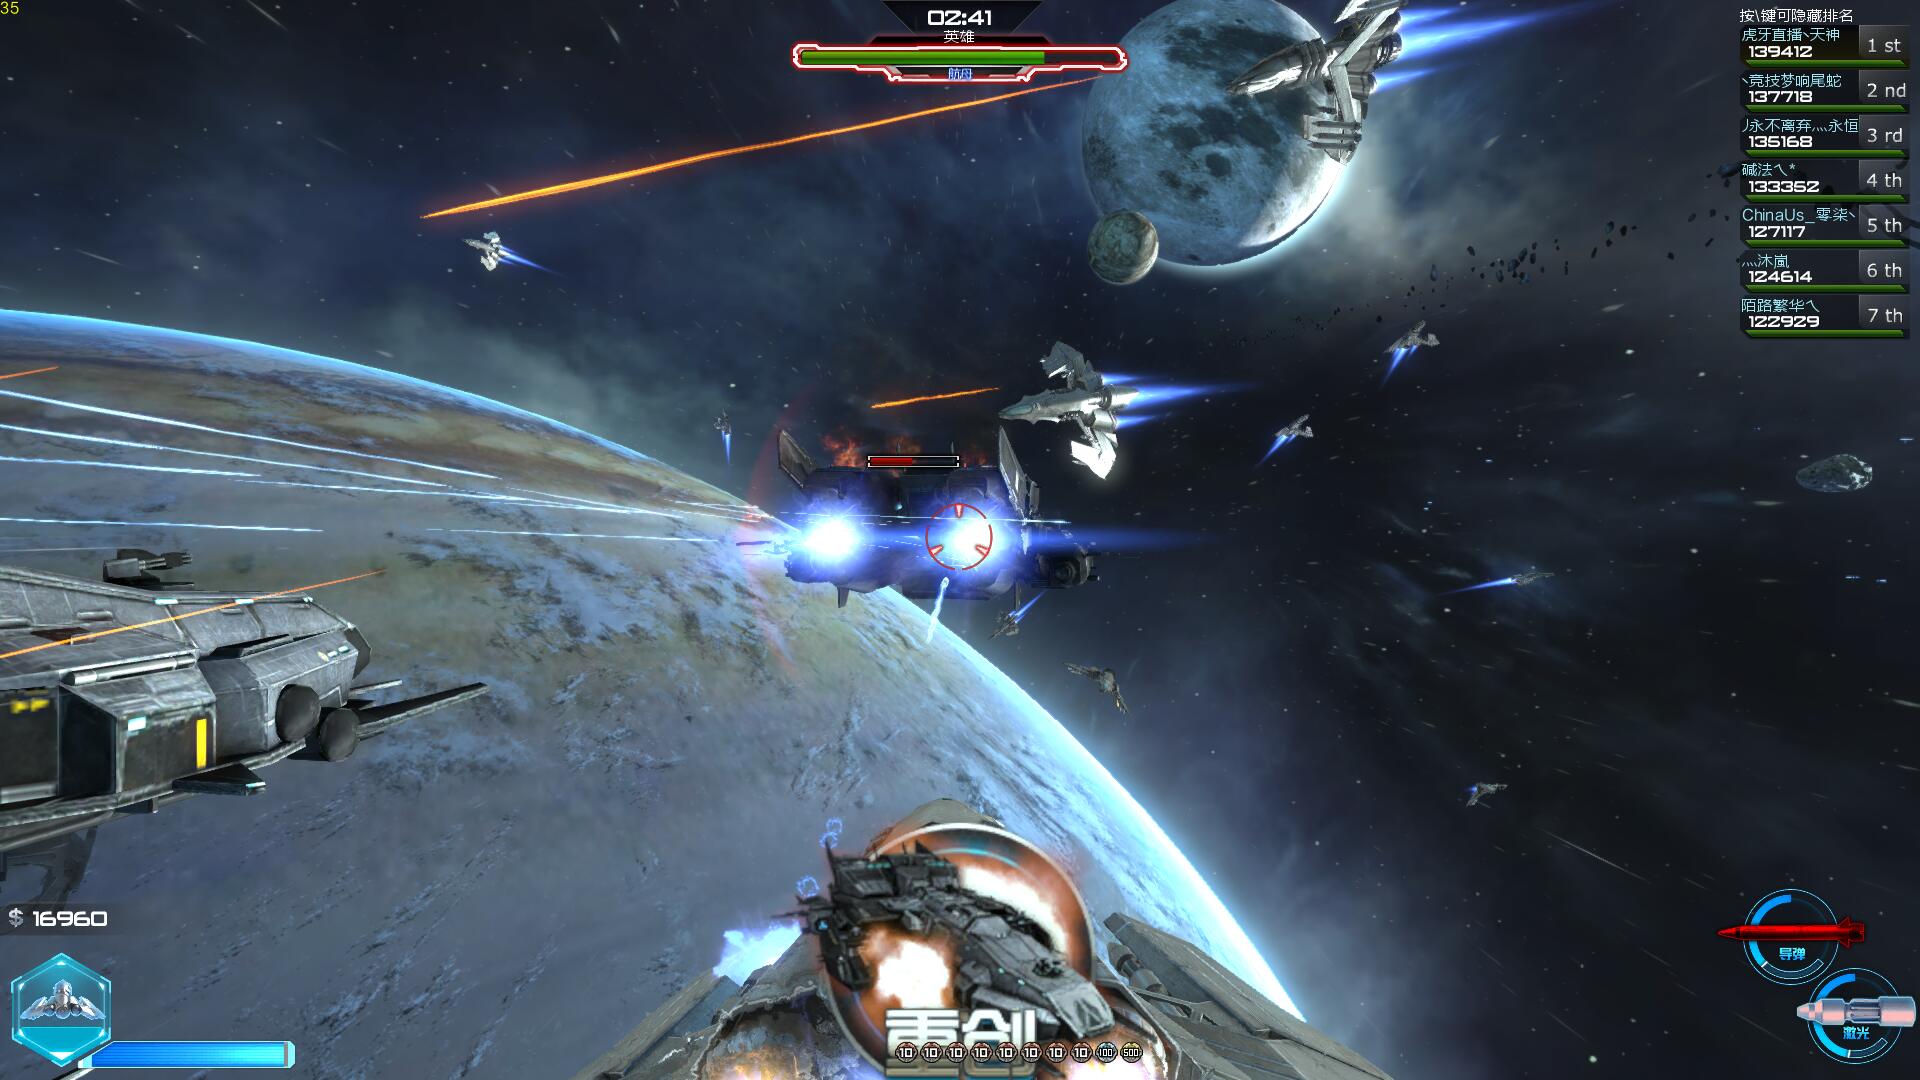 35
02:41
英雄
航母
按\键可隐藏排名
虎牙直播丶天神
139412
1 st
丶竞技梦响尾蛇
137718
2 nd
丿永不离弃灬永恒
135168
3 rd
碱法乀*
133352
4 th
ChinaUs_零柒丶
127117
5 th
灬沐嵐
124614
6 th
陌路繁华乀
122929
7 th
$ 16960
导弹
激光
重创
10 10 10 10 10 10 10 10 100 500